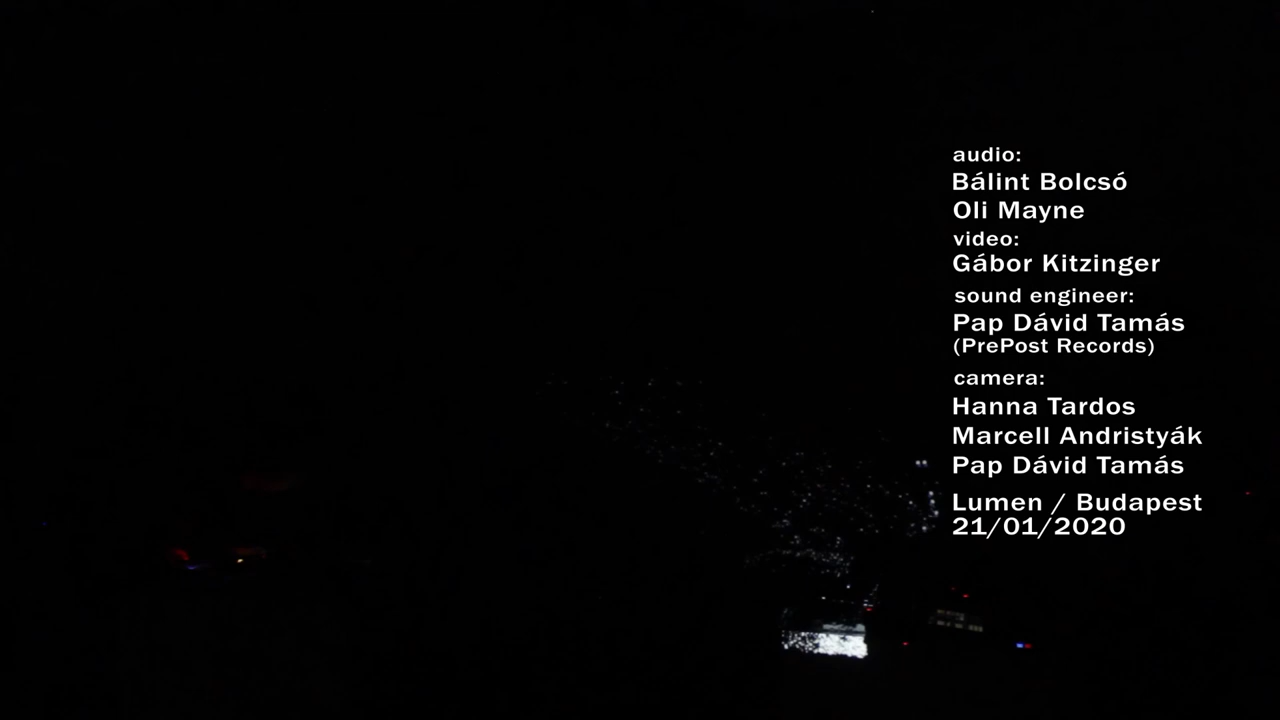 audio:
Bálint Bolcsó
Oli Mayne
video:
Gábor Kitzinger
sound engineer:
Pap Dávid Tamás
(PrePost Records)
camera:
Hanna Tardos
Marcell Andristyák
Pap Dávid Tamás
Lumen / Budapest
21/01/2020